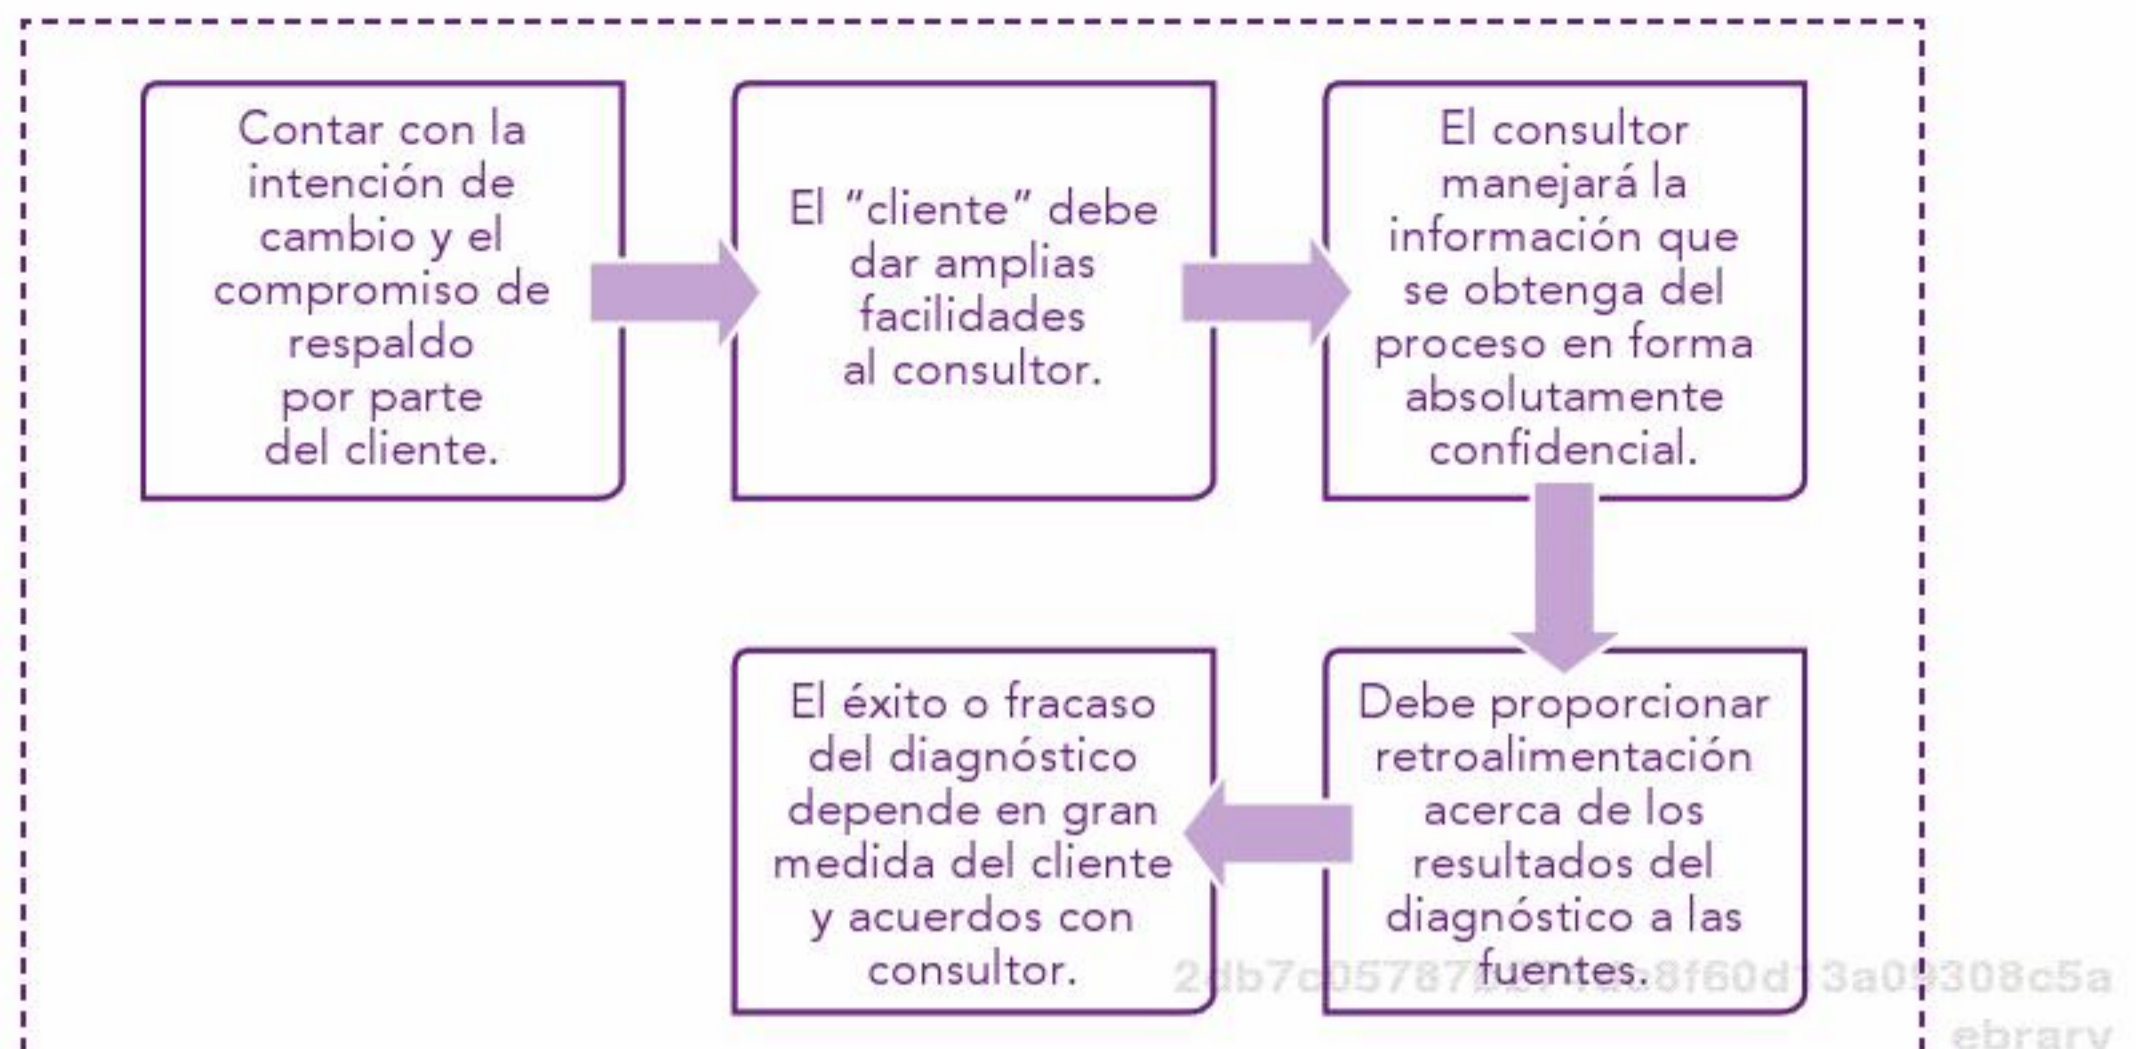 Contar con la
intención de
cambio y el
compromiso de
respaldo
por parte
del cliente.
El “cliente” debe
dar amplias
facilidades
al consultor.
El consultor
manejará la
información que
se obtenga del
proceso en forma
absolutamente
confidencial.
Debe proporcionar
retroalimentación
acerca de los
resultados del
diagnóstico a las
fuentes.
El éxito o fracaso
del diagnóstico
depende en gran
medida del cliente
y acuerdos con
consultor.
ebrary